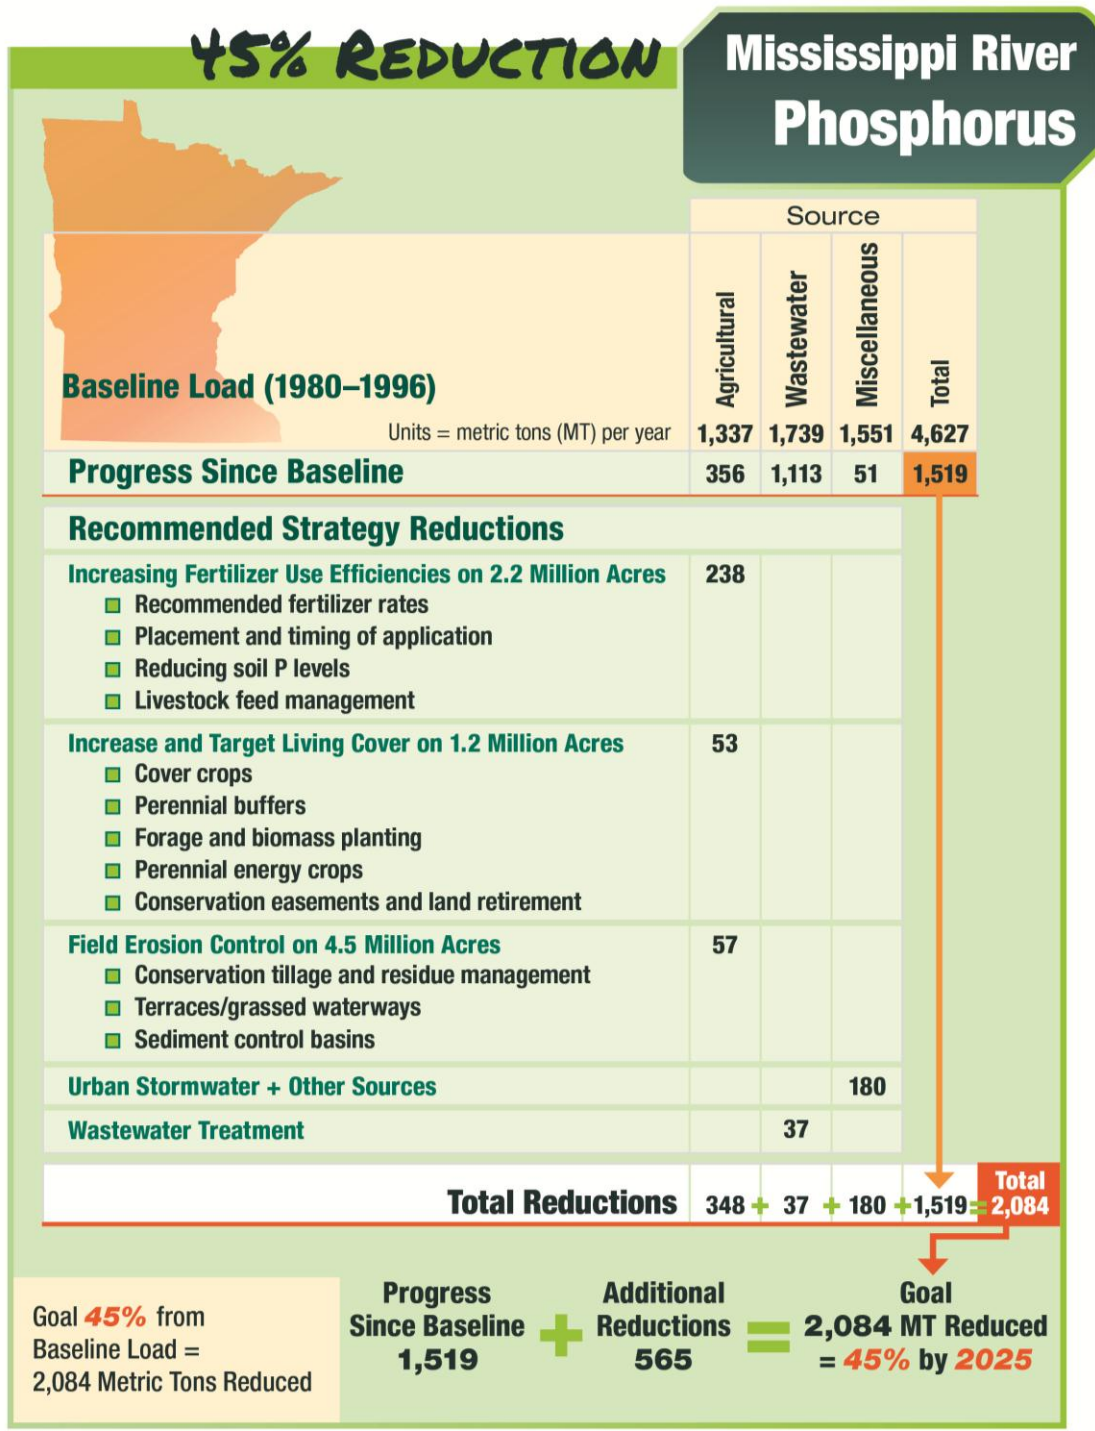 45% REDUCTION
Mississippi River
Phosphorus
Source
Agricultural
Wastewater
Miscellaneous
Total
Baseline Load (1980–1996)
Units = metric tons (MT) per year 1,337 1,739 1,551 4,627
Progress Since Baseline 356 1,113 51 1,519
Recommended Strategy Reductions
Increasing Fertilizer Use Efficiencies on 2.2 Million Acres 238
Recommended fertilizer rates
Placement and timing of application
Reducing soil P levels
Livestock feed management
Increase and Target Living Cover on 1.2 Million Acres 53
Cover crops
Perennial buffers
Forage and biomass planting
Perennial energy crops
Conservation easements and land retirement
Field Erosion Control on 4.5 Million Acres 57
Conservation tillage and residue management
Terraces/grassed waterways
Sediment control basins
Urban Stormwater + Other Sources 180
Wastewater Treatment 37
Total Reductions 348 + 37 + 180 +1,519 = Total 2,084
Goal 45% from
Baseline Load =
2,084 Metric Tons Reduced
Progress
Since Baseline
1,519
+
Additional
Reductions
565
=
Goal
2,084 MT Reduced
= 45% by 2025